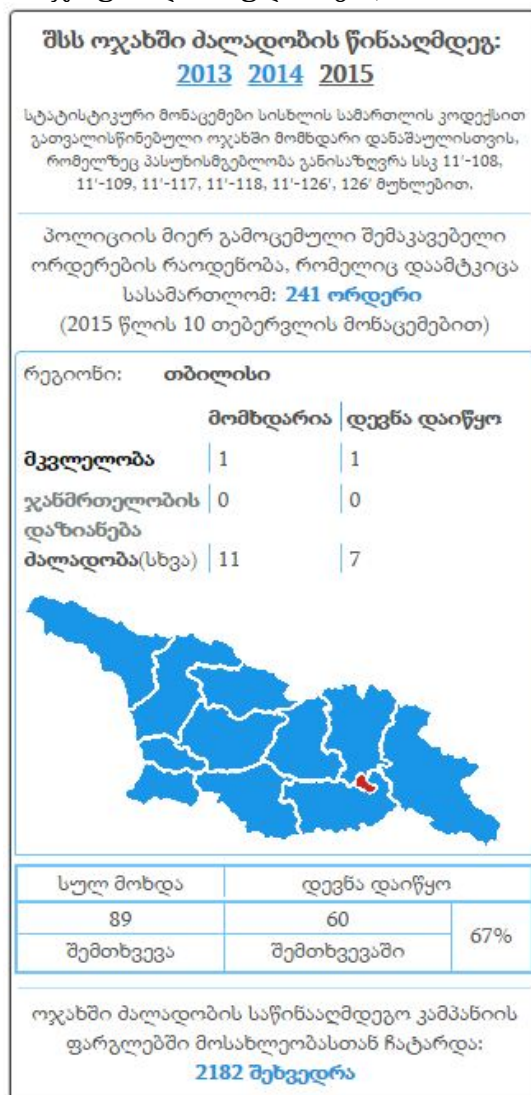 შსს ოჯახში ძალადობის წინააღმდეგ:
2013 2014 2015
სტატისტიკური მონაცემები სისხლის სამართლის კოდექსით
გათვალისწინებული ოჯახში მომხდარი დანაშაულისთვის,
რომელზეც პასუხისმგებლობა განისაზღვრა სსკ 11'-108,
11'-109, 11'-117, 11'-118, 11'-126', 126' მუხლებით.
პოლიციის მიერ გამოცემული შემაკავებელი
ორდერების რაოდენობა, რომელიც დაამტკიცა
სასამართლომ: 241 ორდერი
(2015 წლის 10 თებერვლის მონაცემებით)
რეგიონი: თბილისი
მომხდარია დევნა დაიწყო
მკვლელობა 1 1
ჯანმრთელობის 0 0
დაზიანება
ძალადობა(სხვა) 11 7
სულ მოხდა დევნა დაიწყო
89 60
67%
შემთხვევა შემთხვევაში
ოჯახში ძალადობის საწინააღმდეგო კამპანიის
ფარგლებში მოსახლეობასთან ჩატარდა:
2182 შეხვედრა